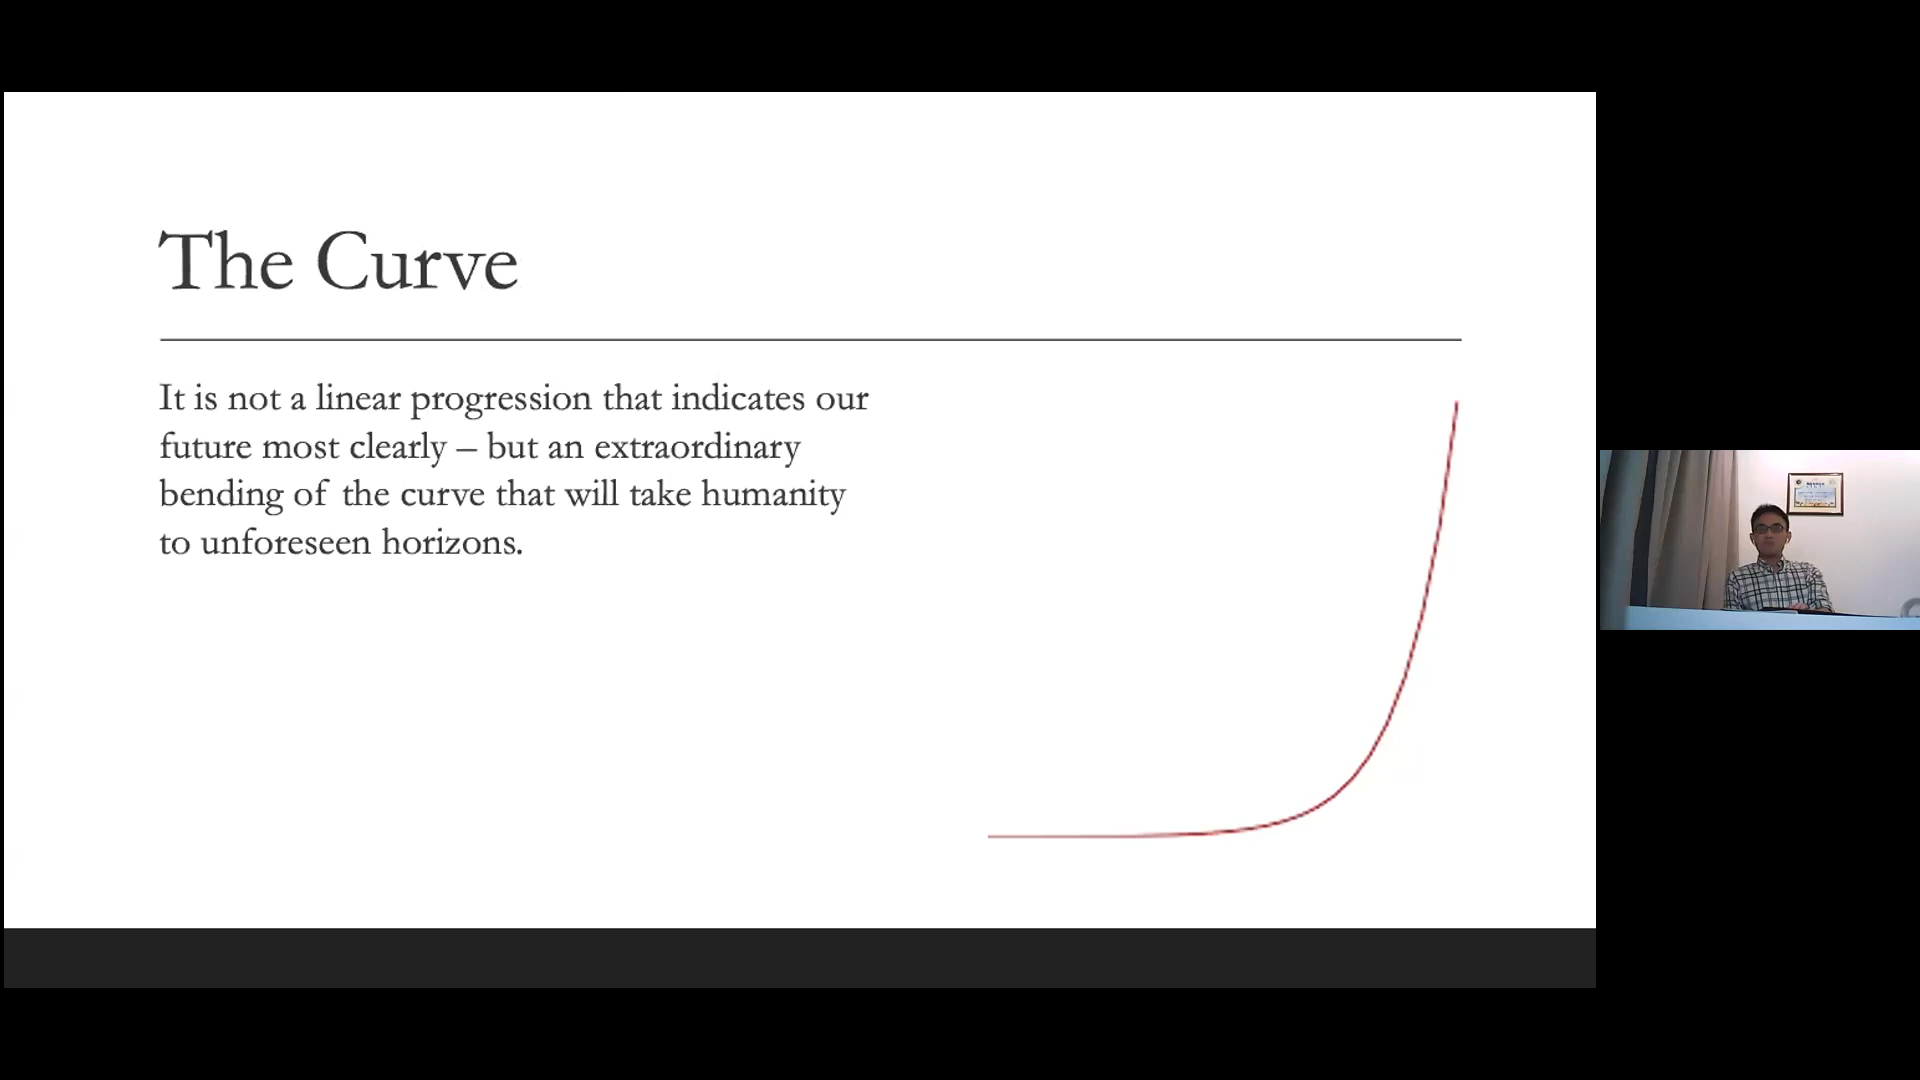 The Curve
It is not a linear progression that indicates our
future most clearly – but an extraordinary
bending of the curve that will take humanity
to unforeseen horizons.